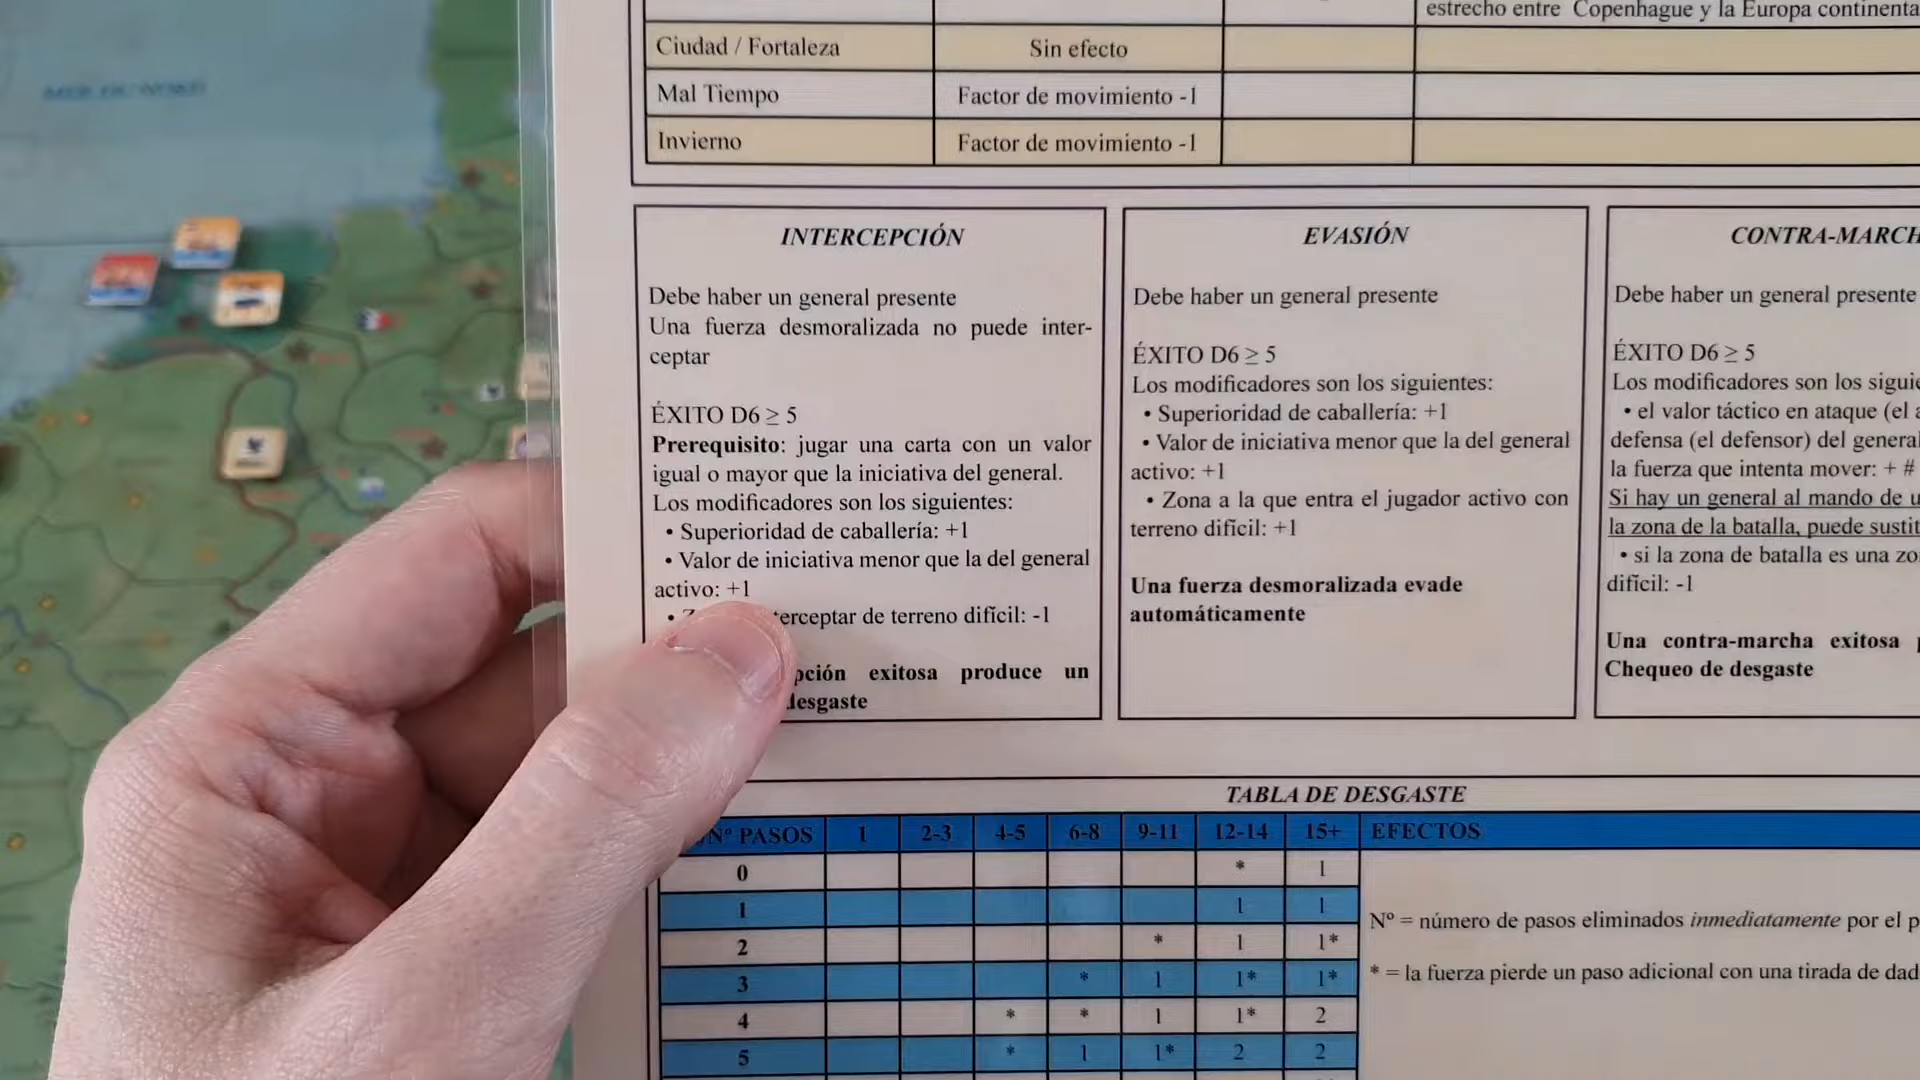 estrecho entre Copenhague y la Europa continenta
Ciudad / Fortaleza Sin efecto
Mal Tiempo Factor de movimiento -1
Invierno Factor de movimiento -1
INTERCEPCIÓN
Debe haber un general presente
Una fuerza desmoralizada no puede inter-
ceptar
ÉXITO D6 ≥ 5
Prerequisito: jugar una carta con un valor
igual o mayor que la iniciativa del general.
Los modificadores son los siguientes:
• Superioridad de caballería: +1
• Valor de iniciativa menor que la del general
activo: +1
• terceptar de terreno difícil: -1
pción exitosa produce un
desgaste
EVASIÓN
Debe haber un general presente
ÉXITO D6 ≥ 5
Los modificadores son los siguientes:
• Superioridad de caballería: +1
• Valor de iniciativa menor que la del general
activo: +1
• Zona a la que entra el jugador activo con
terreno difícil: +1
Una fuerza desmoralizada evade
automáticamente
CONTRA-MARCH
Debe haber un general presente
ÉXITO D6 ≥ 5
Los modificadores son los siguie
• el valor táctico en ataque (el a
defensa (el defensor) del general
la fuerza que intenta mover: + #
Si hay un general al mando de u
la zona de la batalla, puede sustit
• si la zona de batalla es una zo
difícil: -1
Una contra-marcha exitosa p
Chequeo de desgaste
TABLA DE DESGASTE
Nº PASOS 1 2-3 4-5 6-8 9-11 12-14 15+ EFECTOS
0 * 1
1 1 1
2 * 1 1*
3 * 1 1* 1*
4 * * 1 1* 2
5 * 1 1* 2 2
Nº = número de pasos eliminados inmediatamente por el p
* = la fuerza pierde un paso adicional con una tirada de dad